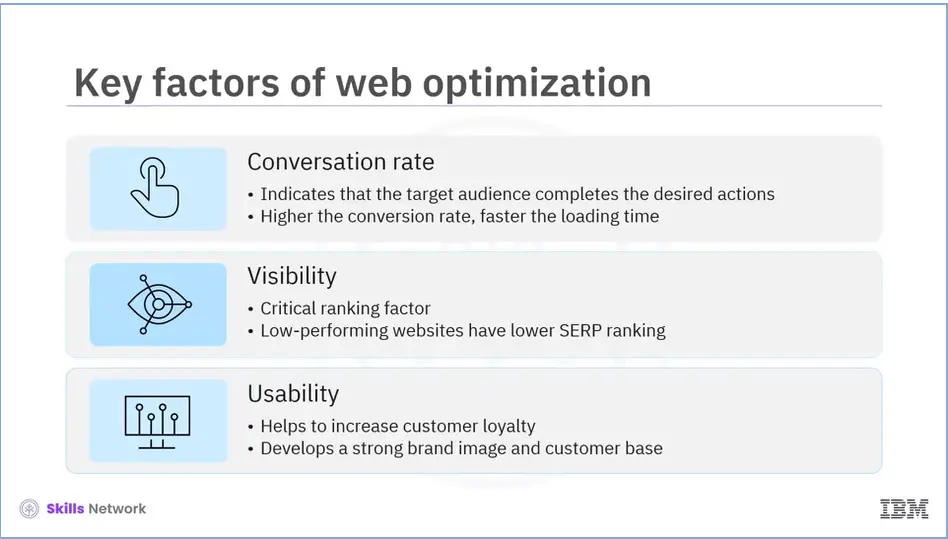 Key factors of web optimization
Conversation rate
• Indicates that the target audience completes the desired actions
• Higher the conversion rate, faster the loading time
Visibility
• Critical ranking factor
• Low-performing websites have lower SERP ranking
Usability
• Helps to increase customer loyalty
• Develops a strong brand image and customer base
Skills Network
IBM